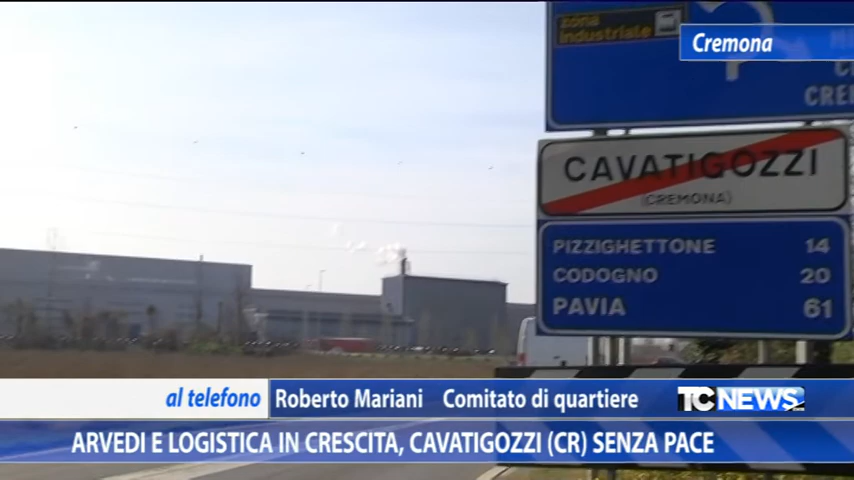 zona
industriale
Cremona
CAVATIGOZZI
(CREMONA)
PIZZIGHETTONE 14
CODOGNO 20
PAVIA 61
al telefono Roberto Mariani Comitato di quartiere TCNEWS
ARVEDI E LOGISTICA IN CRESCITA, CAVATIGOZZI (CR) SENZA PACE